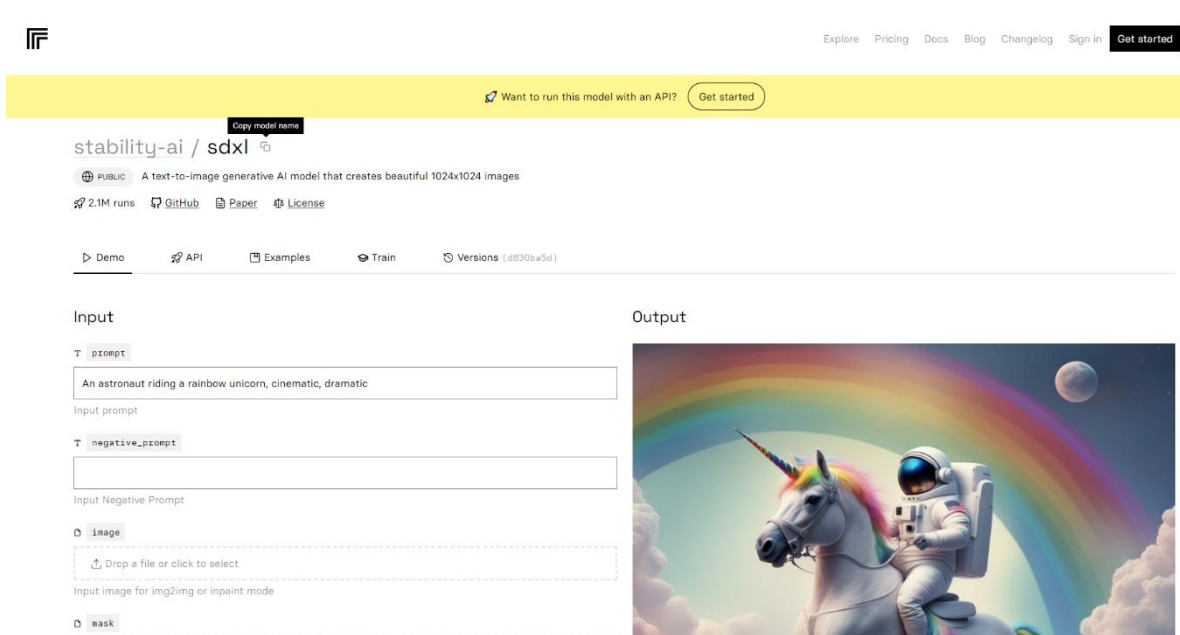 Explore Pricing Docs Blog Changelog Sign in Get started
🚀 Want to run this model with an API? Get started
Copy model name
stability-ai / sdxl
PUBLIC A text-to-image generative AI model that creates beautiful 1024x1024 images
2.1M runs GitHub Paper License
Demo API Examples Train Versions (d830ba5d)
Input
Output
T prompt
An astronaut riding a rainbow unicorn, cinematic, dramatic
Input prompt
T negative_prompt
Input Negative Prompt
image
Drop a file or click to select
Input image for img2img or inpaint mode
mask